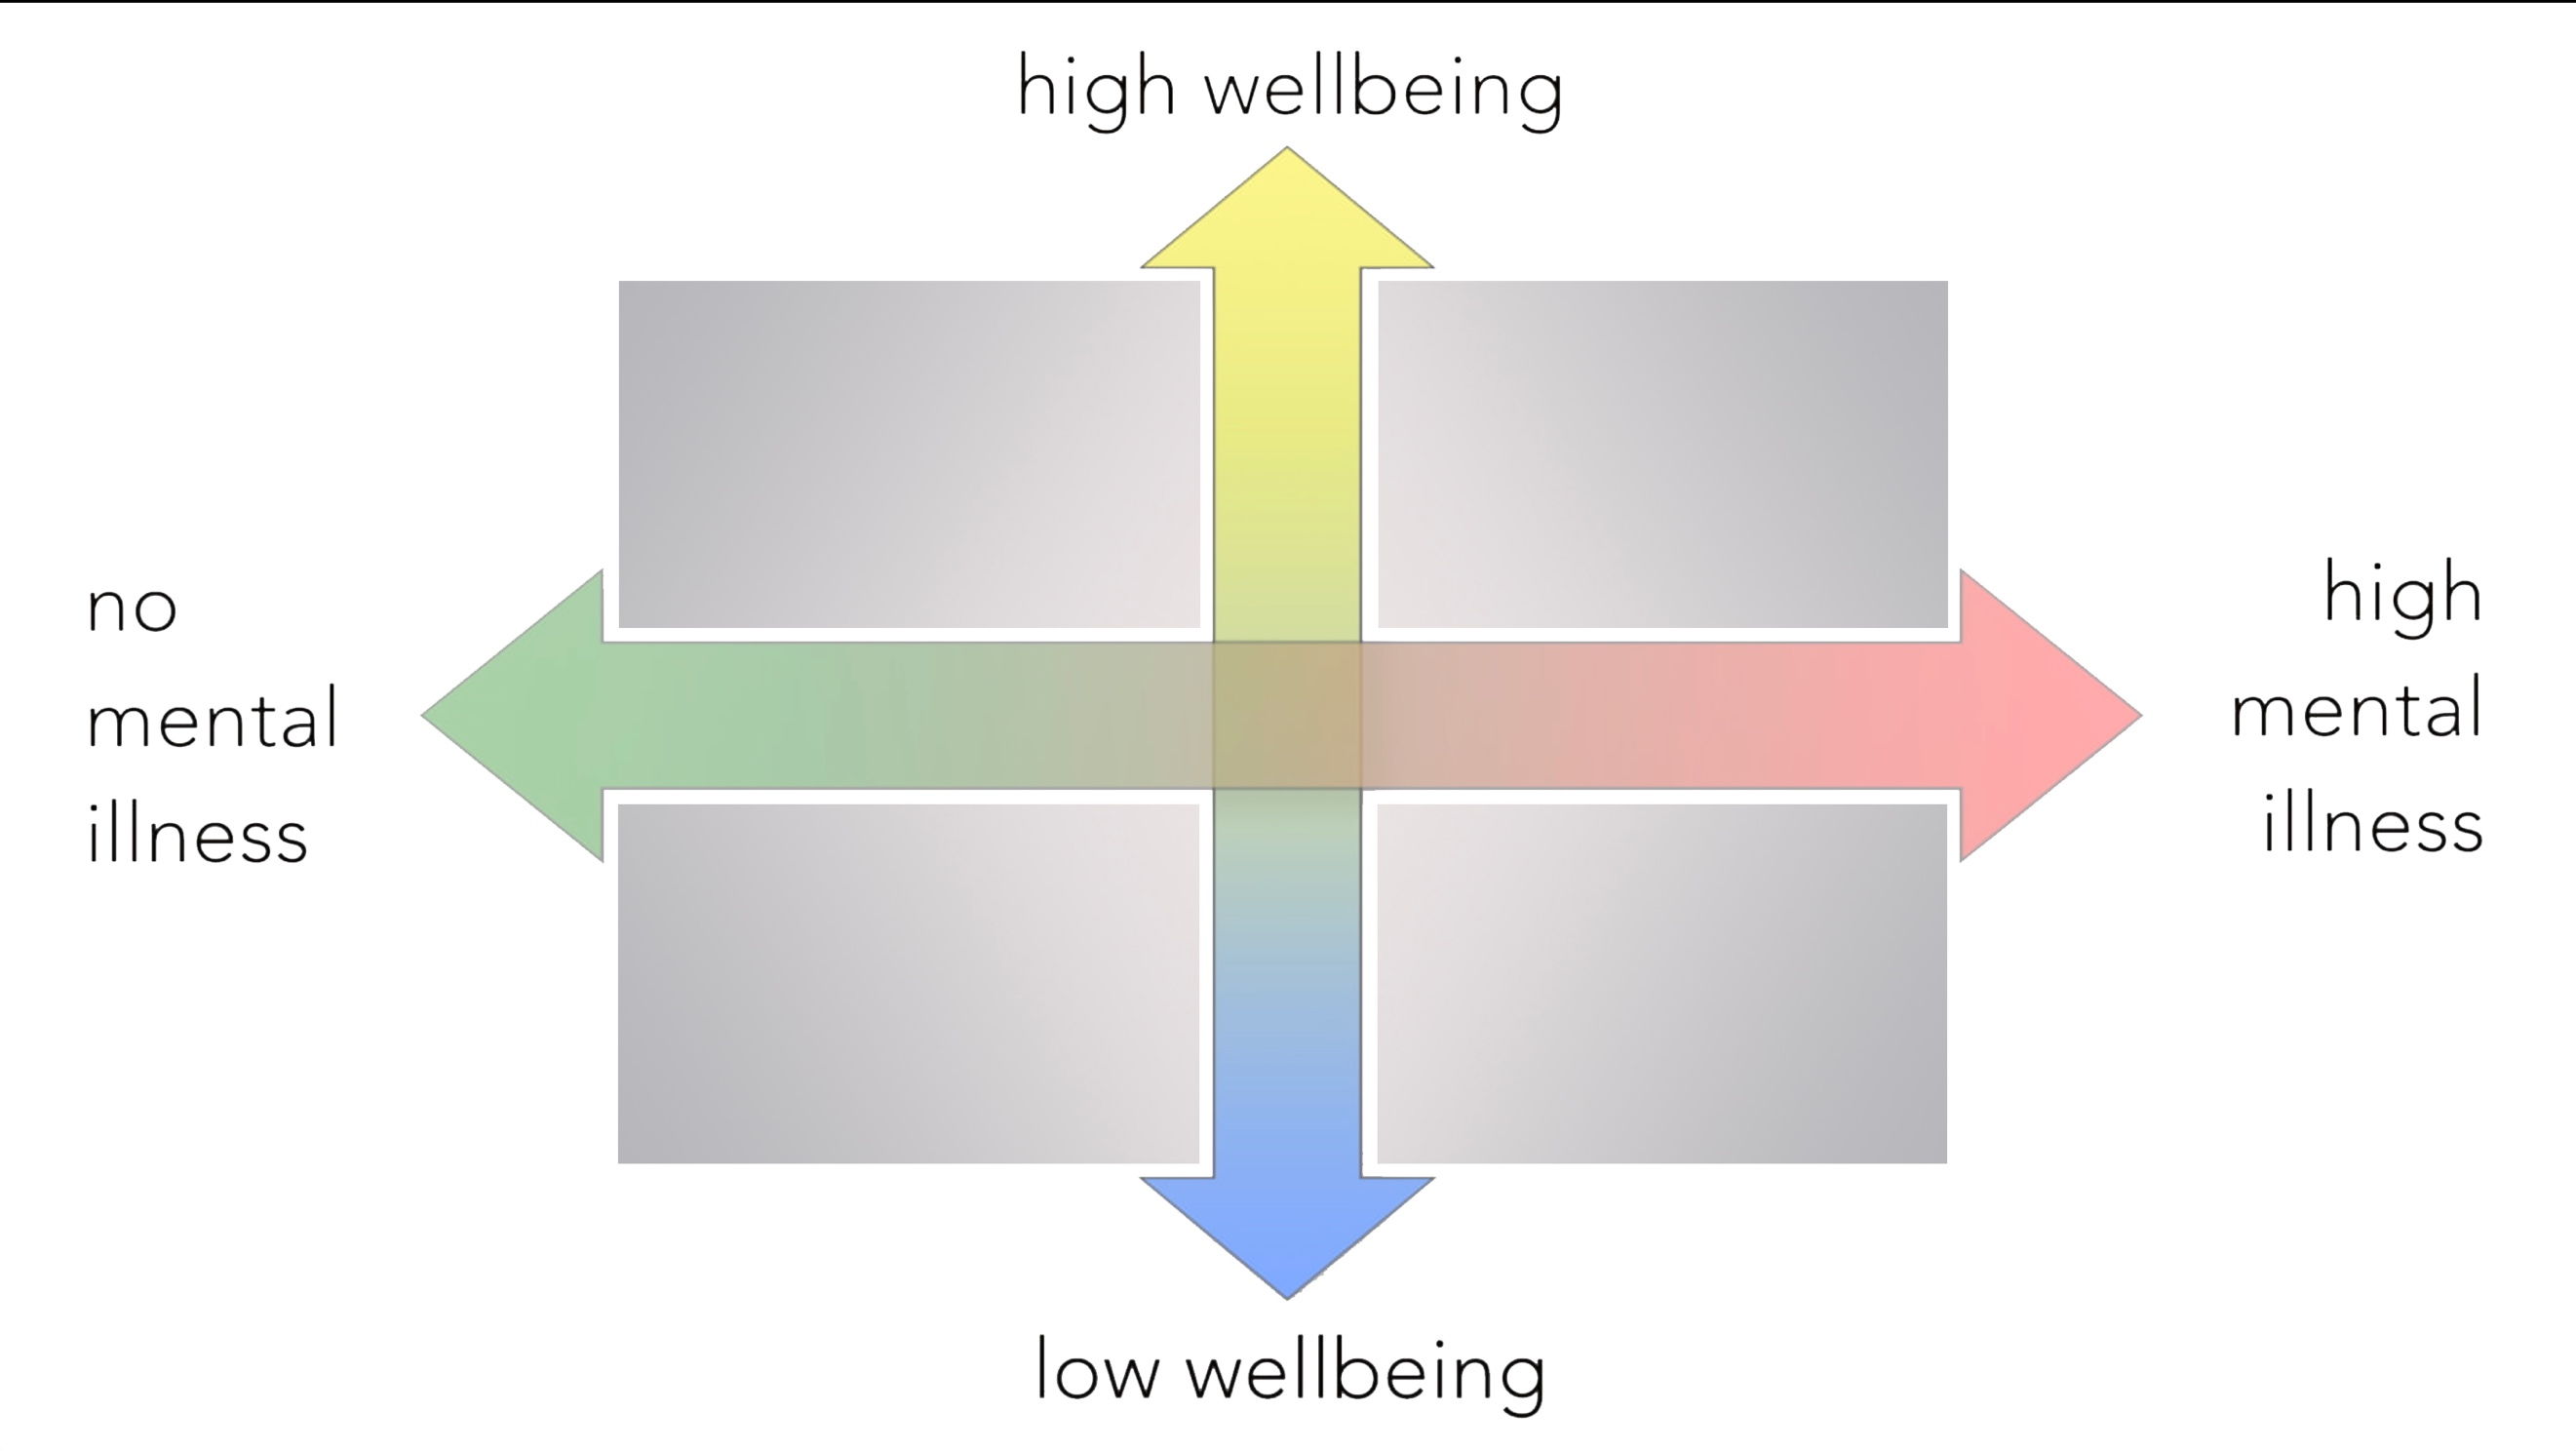 high wellbeing
no
mental
illness
high
mental
illness
low wellbeing